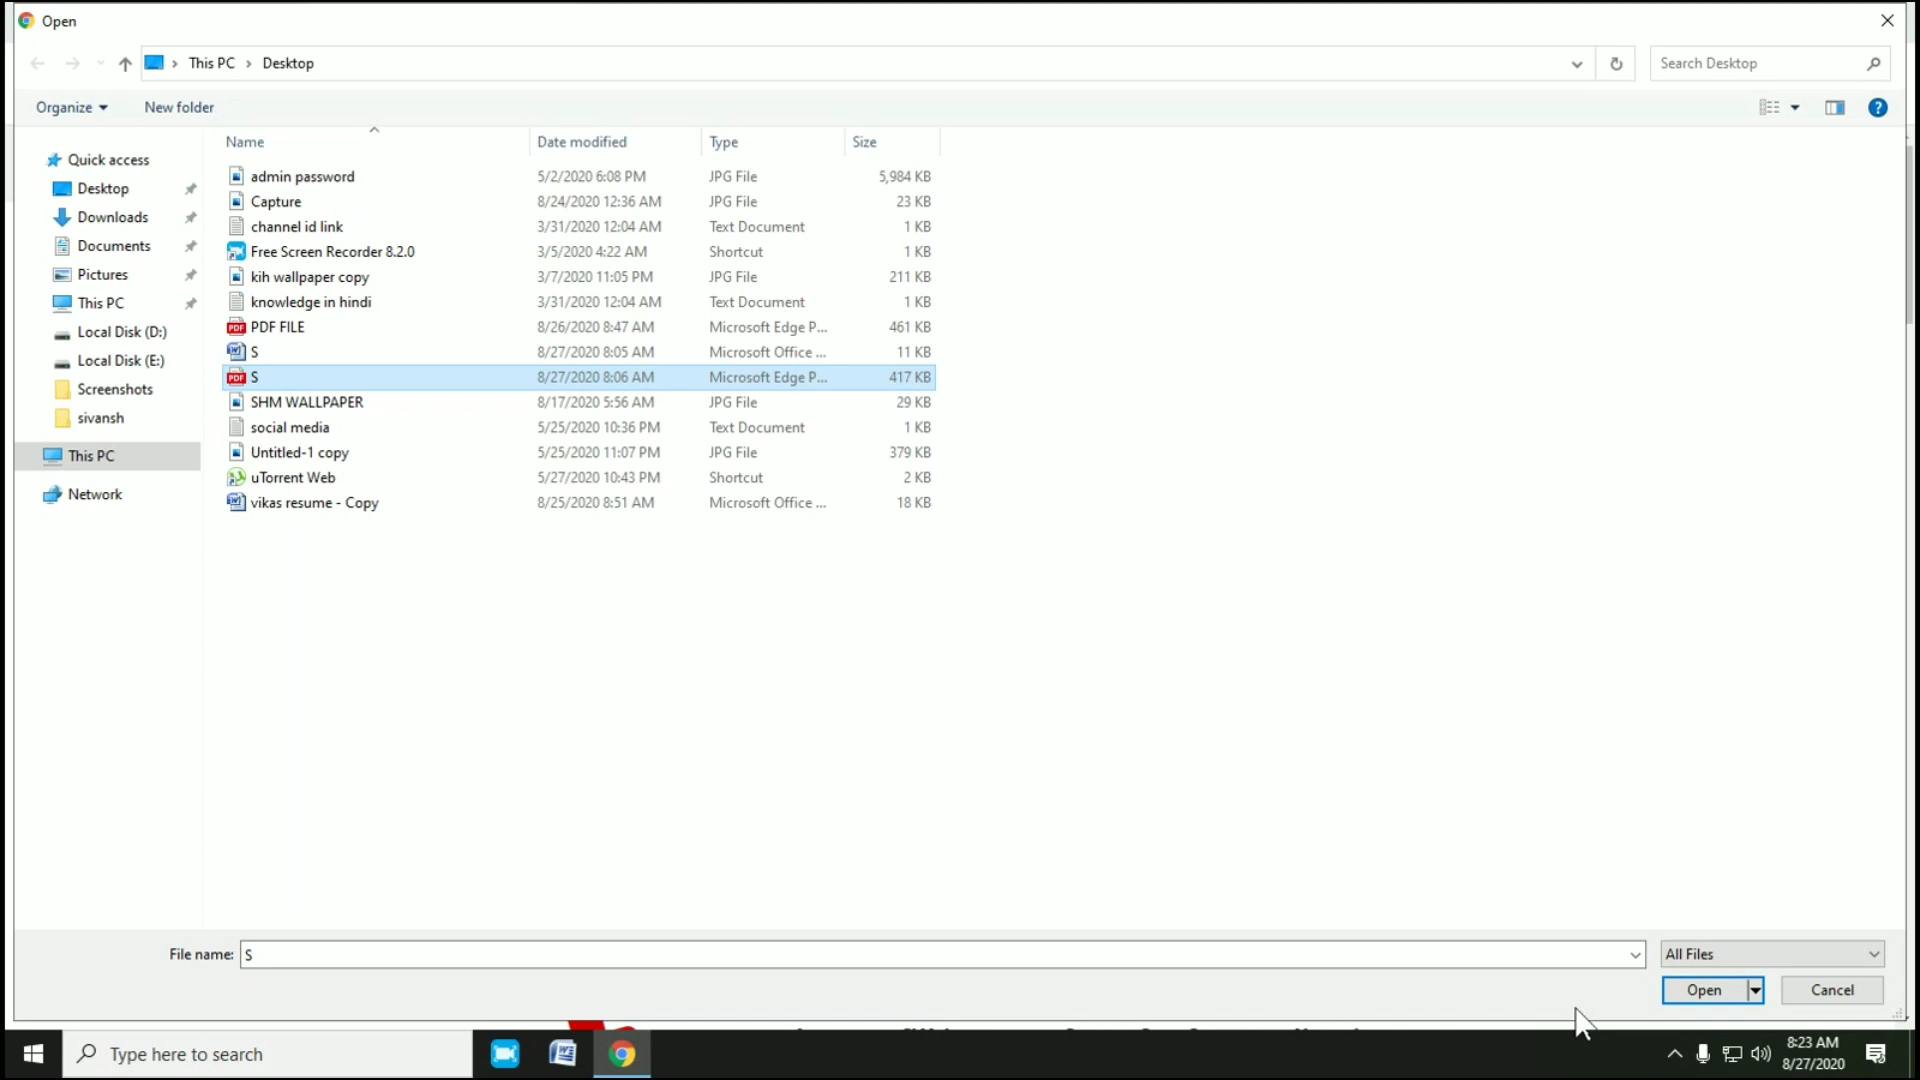 Open
This PC > Desktop
Search Desktop
Organize
New folder
Name Date modified Type Size
Quick access
Desktop
Downloads
Documents
Pictures
This PC
Local Disk (D:)
Local Disk (E:)
Screenshots
sivansh
This PC
Network
admin password 5/2/2020 6:08 PM JPG File 5,984 KB
Capture 8/24/2020 12:36 AM JPG File 23 KB
channel id link 3/31/2020 12:04 AM Text Document 1 KB
Free Screen Recorder 8.2.0 3/5/2020 4:22 AM Shortcut 1 KB
kih wallpaper copy 3/7/2020 11:05 PM JPG File 211 KB
knowledge in hindi 3/31/2020 12:04 AM Text Document 1 KB
PDF FILE 8/26/2020 8:47 AM Microsoft Edge P... 461 KB
S 8/27/2020 8:05 AM Microsoft Office ... 11 KB
S 8/27/2020 8:06 AM Microsoft Edge P... 417 KB
SHM WALLPAPER 8/17/2020 5:56 AM JPG File 29 KB
social media 5/25/2020 10:36 PM Text Document 1 KB
Untitled-1 copy 5/25/2020 11:07 PM JPG File 379 KB
uTorrent Web 5/27/2020 10:43 PM Shortcut 2 KB
vikas resume - Copy 8/25/2020 8:51 AM Microsoft Office ... 18 KB
File name: S
All Files
Open
Cancel
Type here to search
8:23 AM
8/27/2020